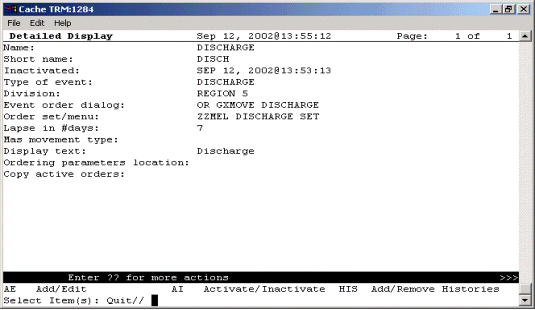 Cache TRM:1284
File Edit Help
Detailed Display Sep 12, 2002@13:55:12 Page: 1 of 1
Name: DISCHARGE
Short name: DISCH
Inactivated: SEP 12, 2002@13:53:13
Type of event: DISCHARGE
Division: REGION 5
Event order dialog: OR GXMOVE DISCHARGE
Order set/menu: ZZMEL DISCHARGE SET
Lapse in #days: 7
Mas movement type:
Display text: Discharge
Ordering parameters location:
Copy active orders:
Enter ?? for more actions >>>
AE Add/Edit AI Activate/Inactivate HIS Add/Remove Histories
Select Item(s): Quit//